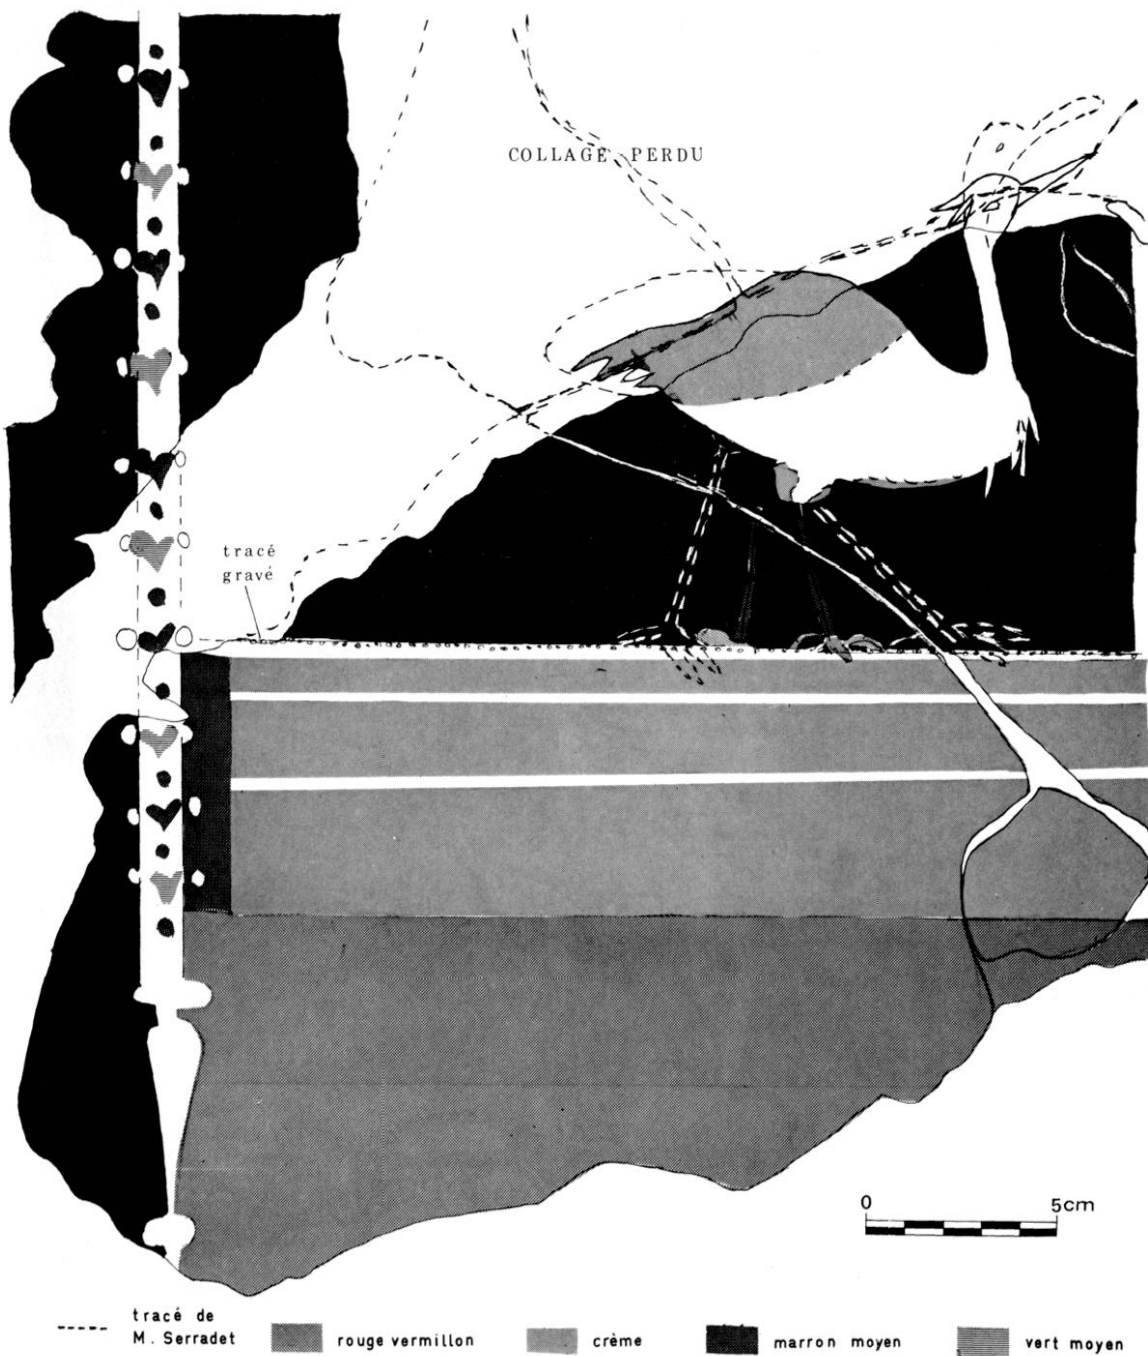 COLLAGE PERDU
tracé
gravé
0 5cm
tracé de
M. Serradet
rouge vermillon
crème
marron moyen
vert moyen